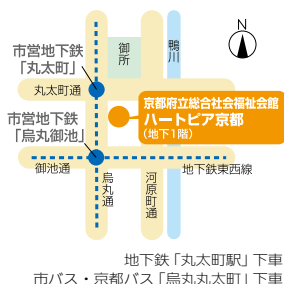 N
市営地下鉄
「丸太町」
御所
鴨川
丸太町通
京都府立総合社会福祉会館
ハートピア京都
(地下1階)
市営地下鉄
「烏丸御池」
御池通
烏丸通
河原町通
地下鉄東西線
地下鉄「丸太町駅」下車
市バス・京都バス「烏丸丸太町」下車